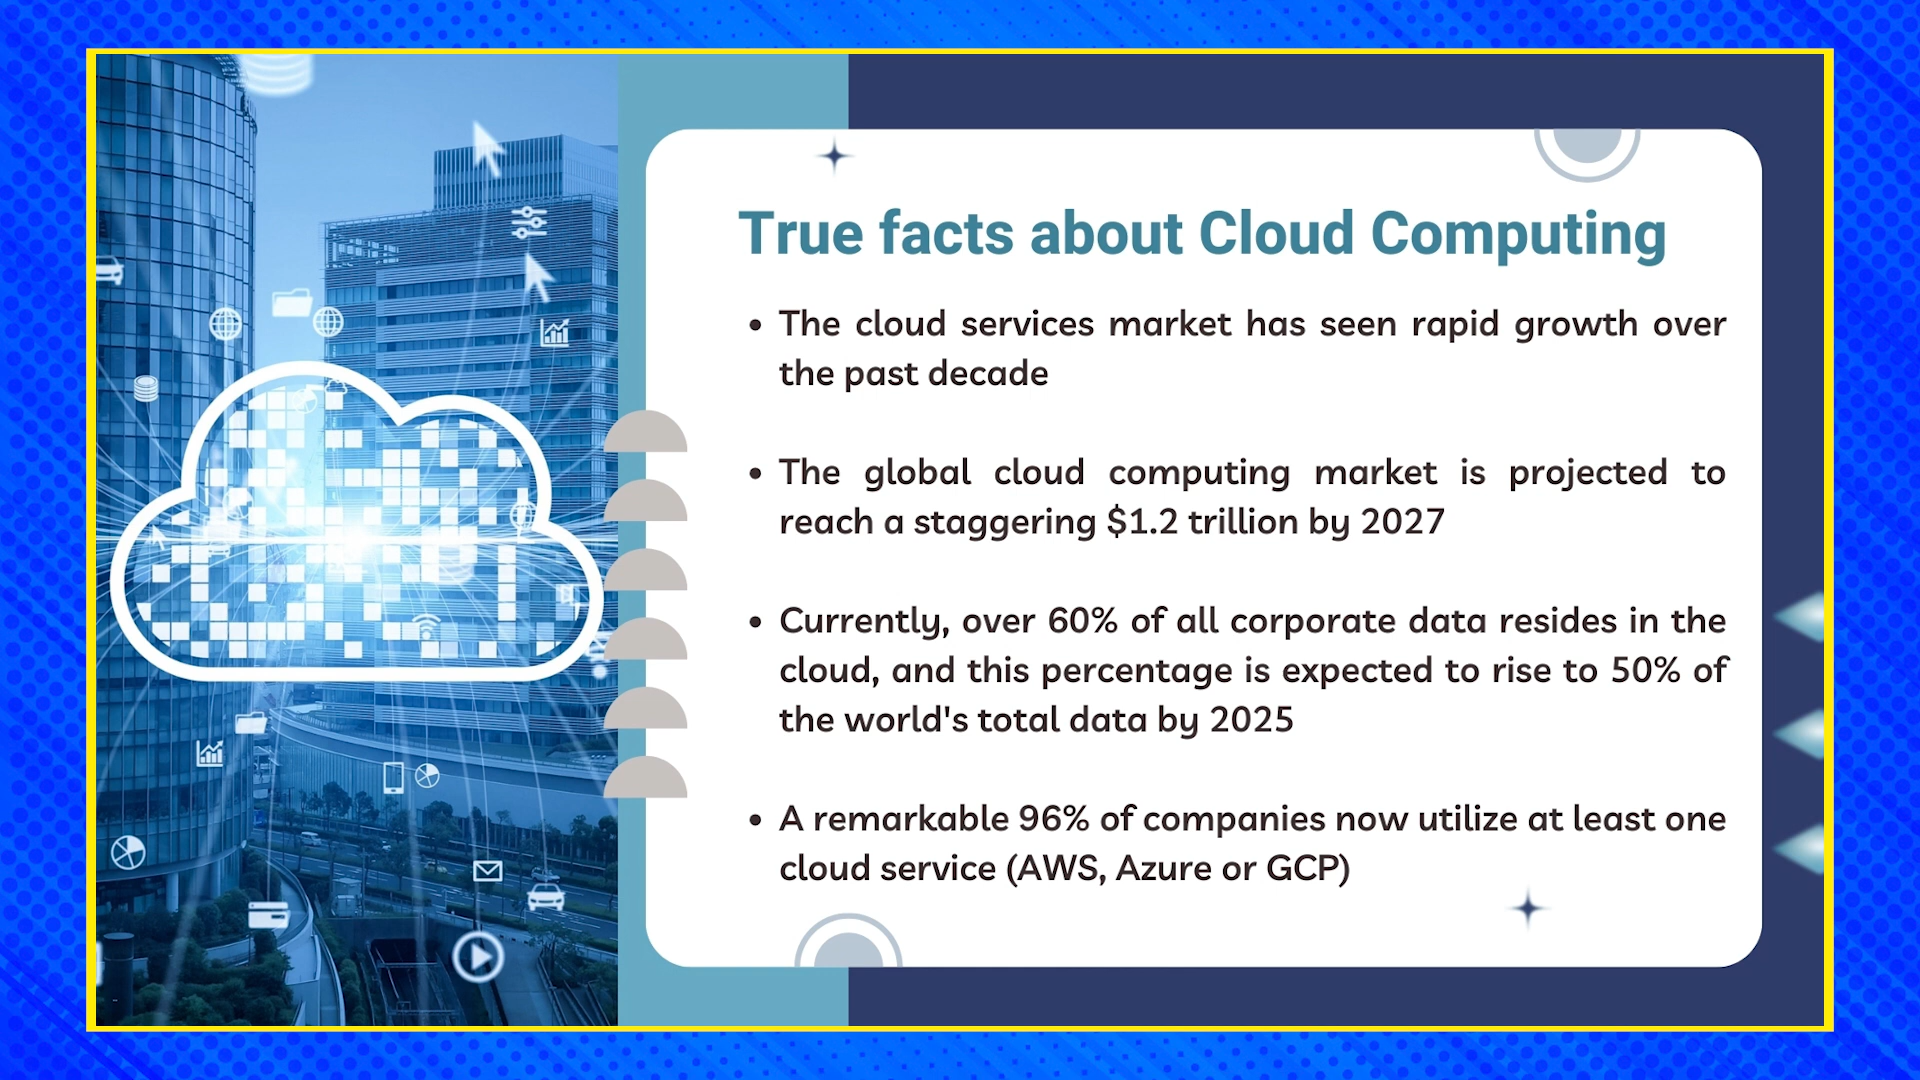 True facts about Cloud Computing
• The cloud services market has seen rapid growth over
the past decade
• The global cloud computing market is projected to
reach a staggering $1.2 trillion by 2027
• Currently, over 60% of all corporate data resides in the
cloud, and this percentage is expected to rise to 50% of
the world's total data by 2025
• A remarkable 96% of companies now utilize at least one
cloud service (AWS, Azure or GCP)